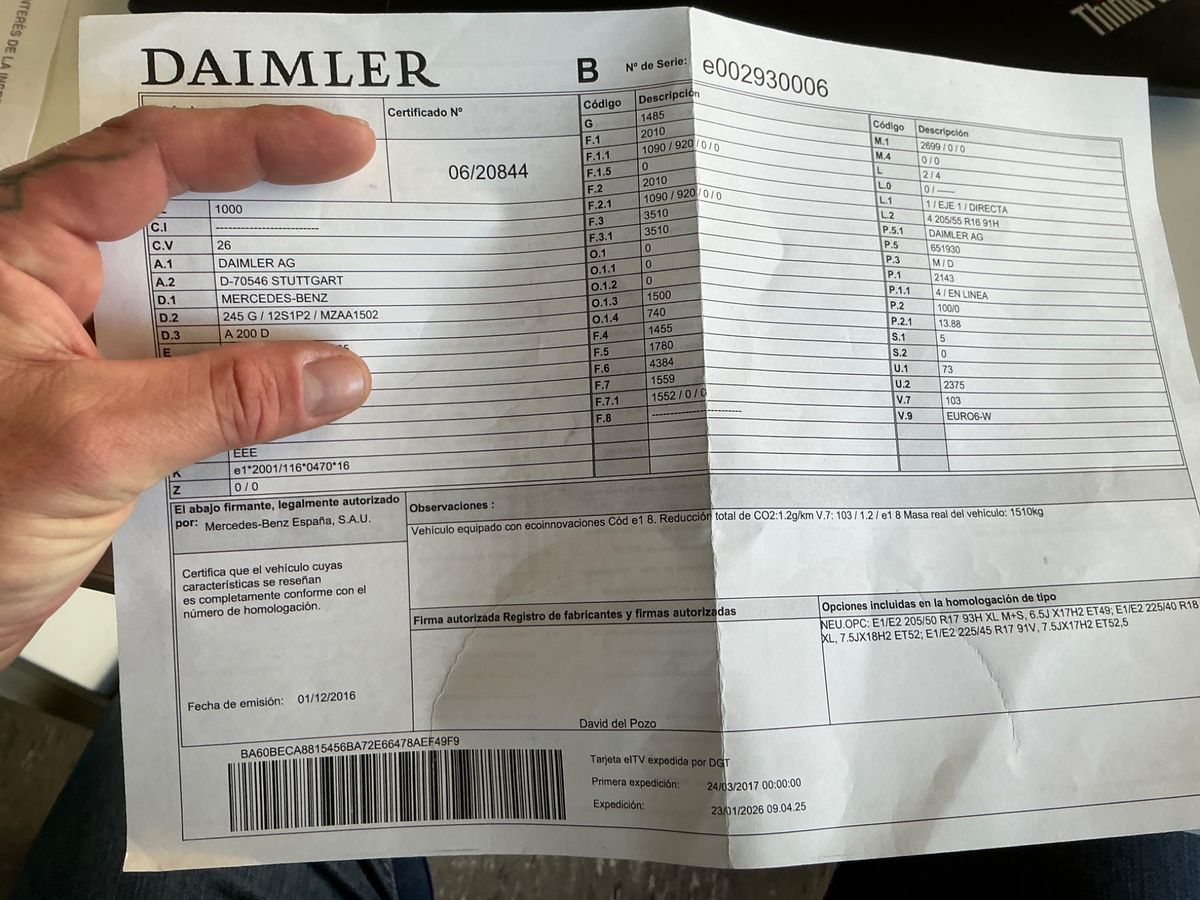 INTERÉS DE LA
Think
DAIMLER
B Nº de Serie: e002930006
Certificado Nº
06/20844
1000
C.I -------------------------
C.V 26
A.1 DAIMLER AG
A.2 D-70546 STUTTGART
D.1 MERCEDES-BENZ
D.2 245 G / 12S1P2 / MZAA1502
D.3 A 200 D
E
EEE
K e1*2001/116*0470*16
Z 0 / 0
Código Descripción
G 1485
F.1 2010
F.1.1 1090 / 920 / 0 / 0
F.1.5 0
F.2 2010
F.2.1 1090 / 920 / 0 / 0
F.3 3510
F.3.1 3510
O.1 0
O.1.1 0
O.1.2 0
O.1.3 1500
O.1.4 740
F.4 1455
F.5 1780
F.6 4384
F.7 1559
F.7.1 1552 / 0 / 0
F.8 -------------------------
Código Descripción
M.1 2699 / 0 / 0
M.4 0 / 0
L 2 / 4
L.0 0 / ------
L.1 1 / EJE 1 / DIRECTA
L.2 4 205/55 R16 91H
P.5.1 DAIMLER AG
P.5 651930
P.3 M / D
P.1 2143
P.1.1 4 / EN LINEA
P.2 100/0
P.2.1 13.88
S.1 5
S.2 0
U.1 73
U.2 2375
V.7 103
V.9 EURO6-W
El abajo firmante, legalmente autorizado
por: Mercedes-Benz España, S.A.U.
Certifica que el vehículo cuyas
características se reseñan
es completamente conforme con el
número de homologación.
Fecha de emisión: 01/12/2016
Observaciones :
Vehículo equipado con ecoinnovaciones Cód e1 8. Reducción total de CO2:1.2g/km V.7: 103 / 1.2 / e1 8 Masa real del vehículo: 1510kg
Firma autorizada Registro de fabricantes y firmas autorizadas
David del Pozo
Opciones incluidas en la homologación de tipo
NEU.OPC: E1/E2 205/50 R17 93H XL M+S, 6.5J X17H2 ET49; E1/E2 225/40 R18
XL, 7.5JX18H2 ET52; E1/E2 225/45 R17 91V, 7.5JX17H2 ET52,5
BA60BECA8815456BA72E66478AEF49F9
Tarjeta eITV expedida por DGT
Primera expedición: 24/03/2017 00:00:00
Expedición: 23/01/2026 09.04.25